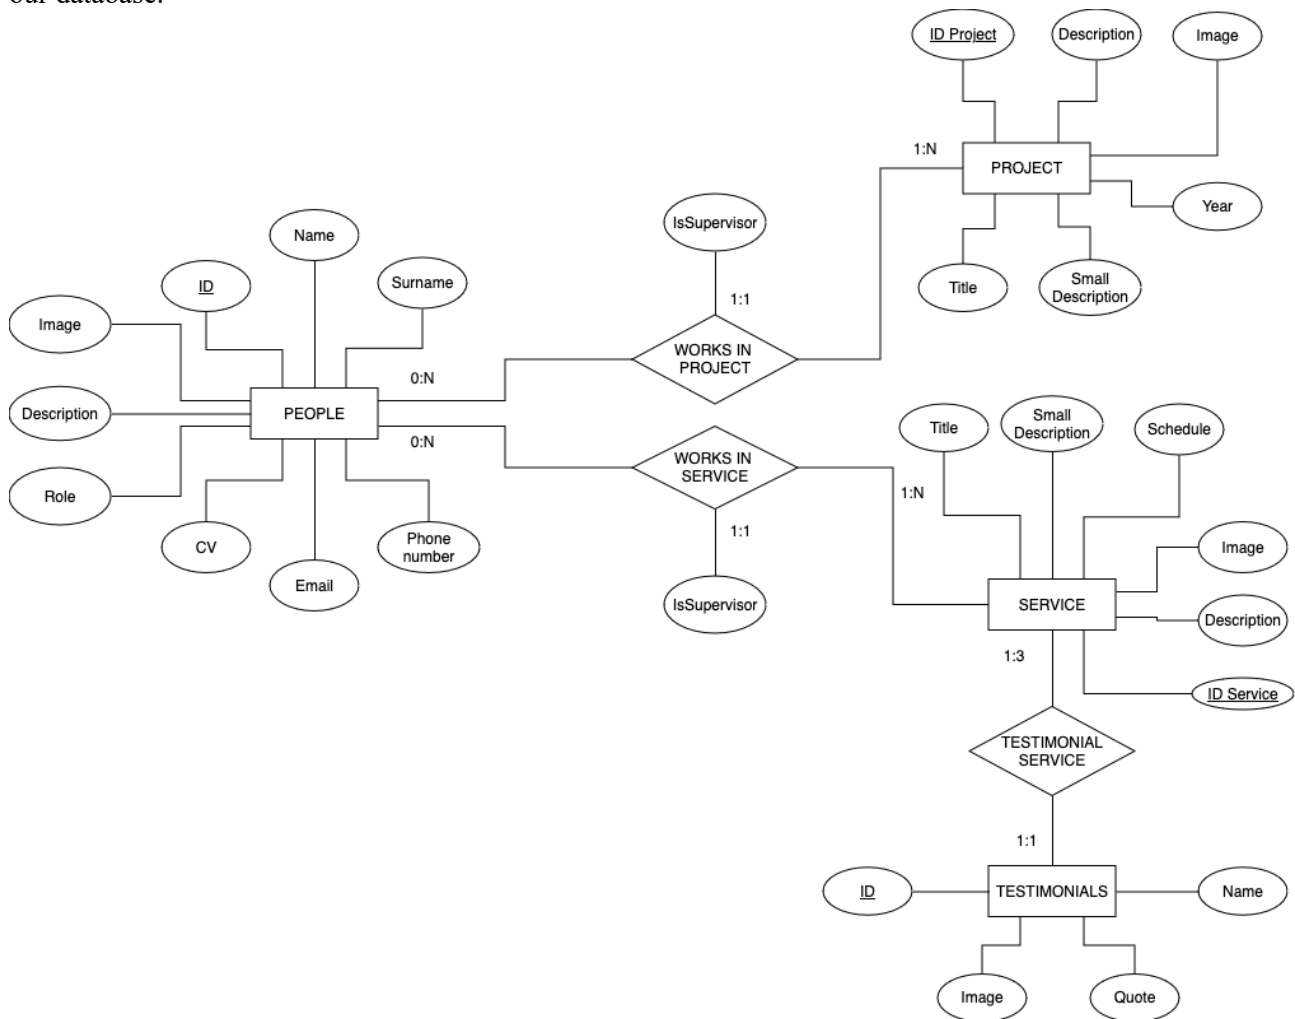 our database.
ID Project
Description
Image
1:N
PROJECT
Year
Title
Small
Description
IsSupervisor
1:1
WORKS IN
PROJECT
Name
ID
Surname
Image
0:N
Description
PEOPLE
0:N
Role
CV
Email
Phone
number
WORKS IN
SERVICE
1:1
IsSupervisor
1:N
Title
Small
Description
Schedule
Image
SERVICE
Description
1:3
ID Service
TESTIMONIAL
SERVICE
1:1
ID
TESTIMONIALS
Name
Image
Quote